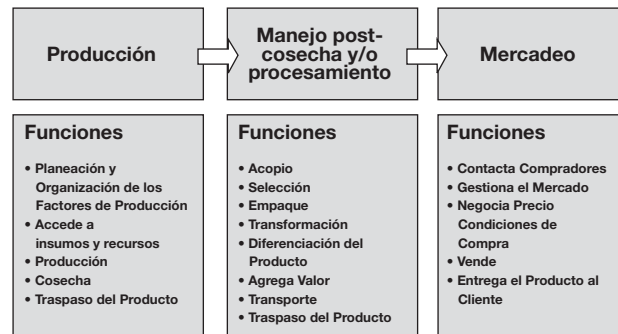 Producción
Manejo post-
cosecha y/o
procesamiento
Mercadeo
Funciones
• Planeación y
Organización de los
Factores de Producción
• Accede a
insumos y recursos
• Producción
• Cosecha
• Traspaso del Producto
Funciones
• Acopio
• Selección
• Empaque
• Transformación
• Diferenciación del
Producto
• Agrega Valor
• Transporte
• Traspaso del Producto
Funciones
• Contacta Compradores
• Gestiona el Mercado
• Negocia Precio
Condiciones de
Compra
• Vende
• Entrega el Producto al
Cliente